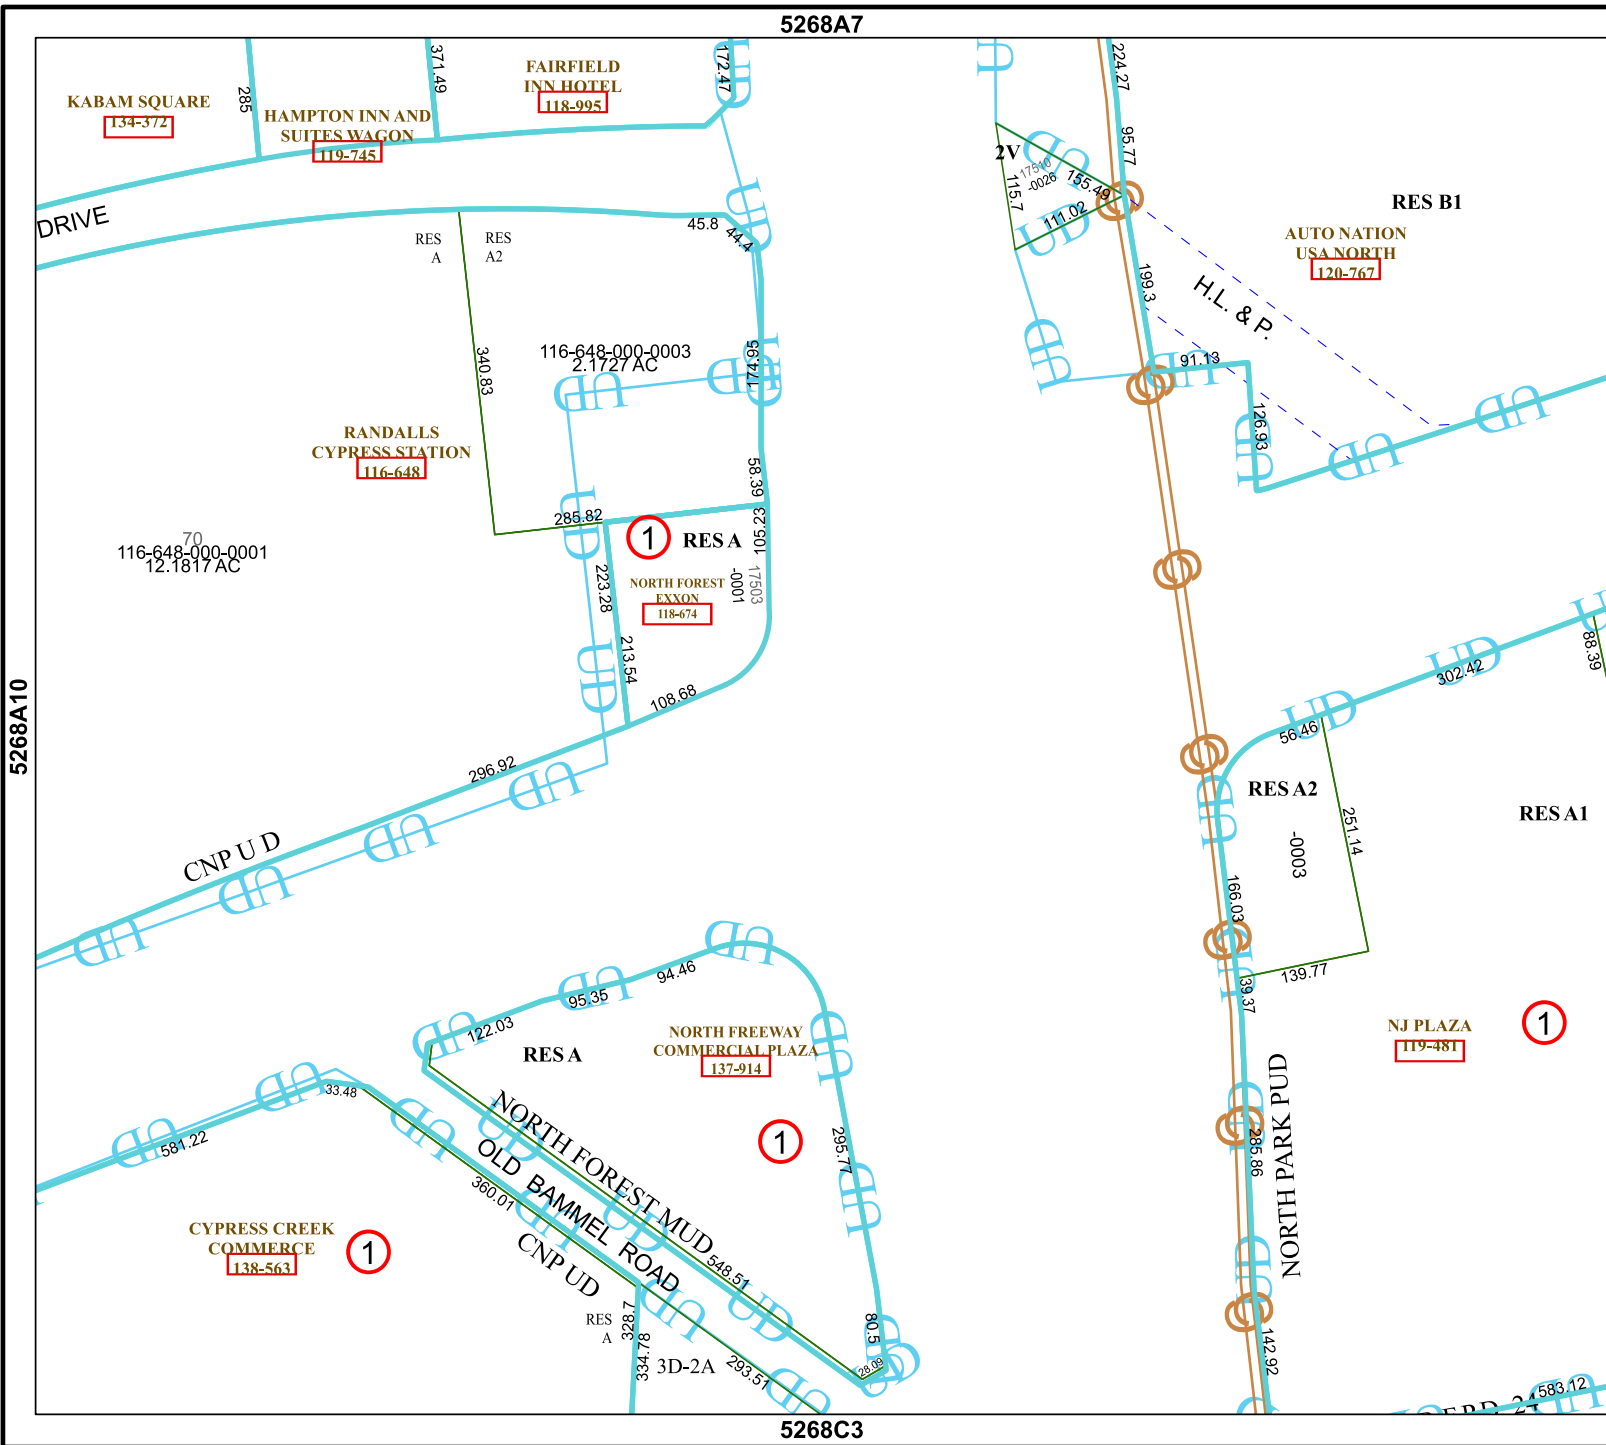 5268A7
KABAM SQUARE
134-372
285
HAMPTON INN AND
SUITES WAGON
119-745
371.49
FAIRFIELD
INN HOTEL
118-995
172.47
UD
224.27
95.77
2V
17510
-0026
115.7
155.49
111.02
RES B1
AUTO NATION
USA NORTH
120-767
DRIVE
RES
A
RES
A2
45.8
44.4
199.3
H.L. & P.
91.13
126.93
340.83
116-648-000-0003
2.1727 AC
174.95
RANDALLS
CYPRESS STATION
116-648
58.39
285.82
1
RES A
105.23
70
116-648-000-0001
12.1817 AC
223.28
NORTH FOREST
EXXON
118-674
17503
-0001
213.54
108.68
88.39
302.42
56.46
5268A10
296.92
RES A2
-0003
251.14
RES A1
CNP U D
166.03
139.77
39.37
94.46
95.35
122.03
RES A
NORTH FREEWAY
COMMERCIAL PLAZA
137-914
NJ PLAZA
119-481
1
33.48
581.22
NORTH FOREST MUD
OLD BAMMEL ROAD
360.01
CNP UD
548.51
1
295.77
NORTH PARK PUD
285.86
CYPRESS CREEK
COMMERCE
138-563
1
RES
A
328.7
334.78
3D-2A
293.51
80.5
28.09
142.92
583.12
5268C3